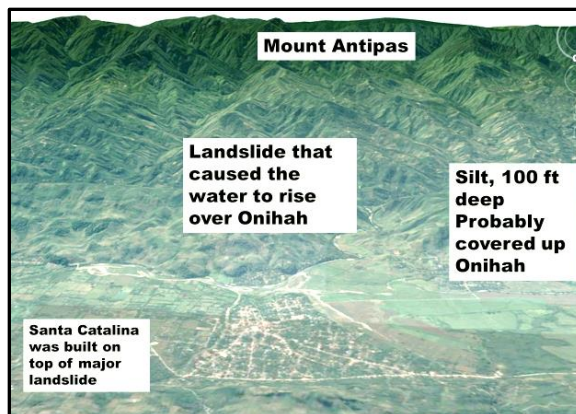 Mount Antipas
Landslide that
caused the
water to rise
over Onihah
Silt, 100 ft
deep
Probably
covered up
Onihah
Santa Catalina
was built on
top of major
landslide